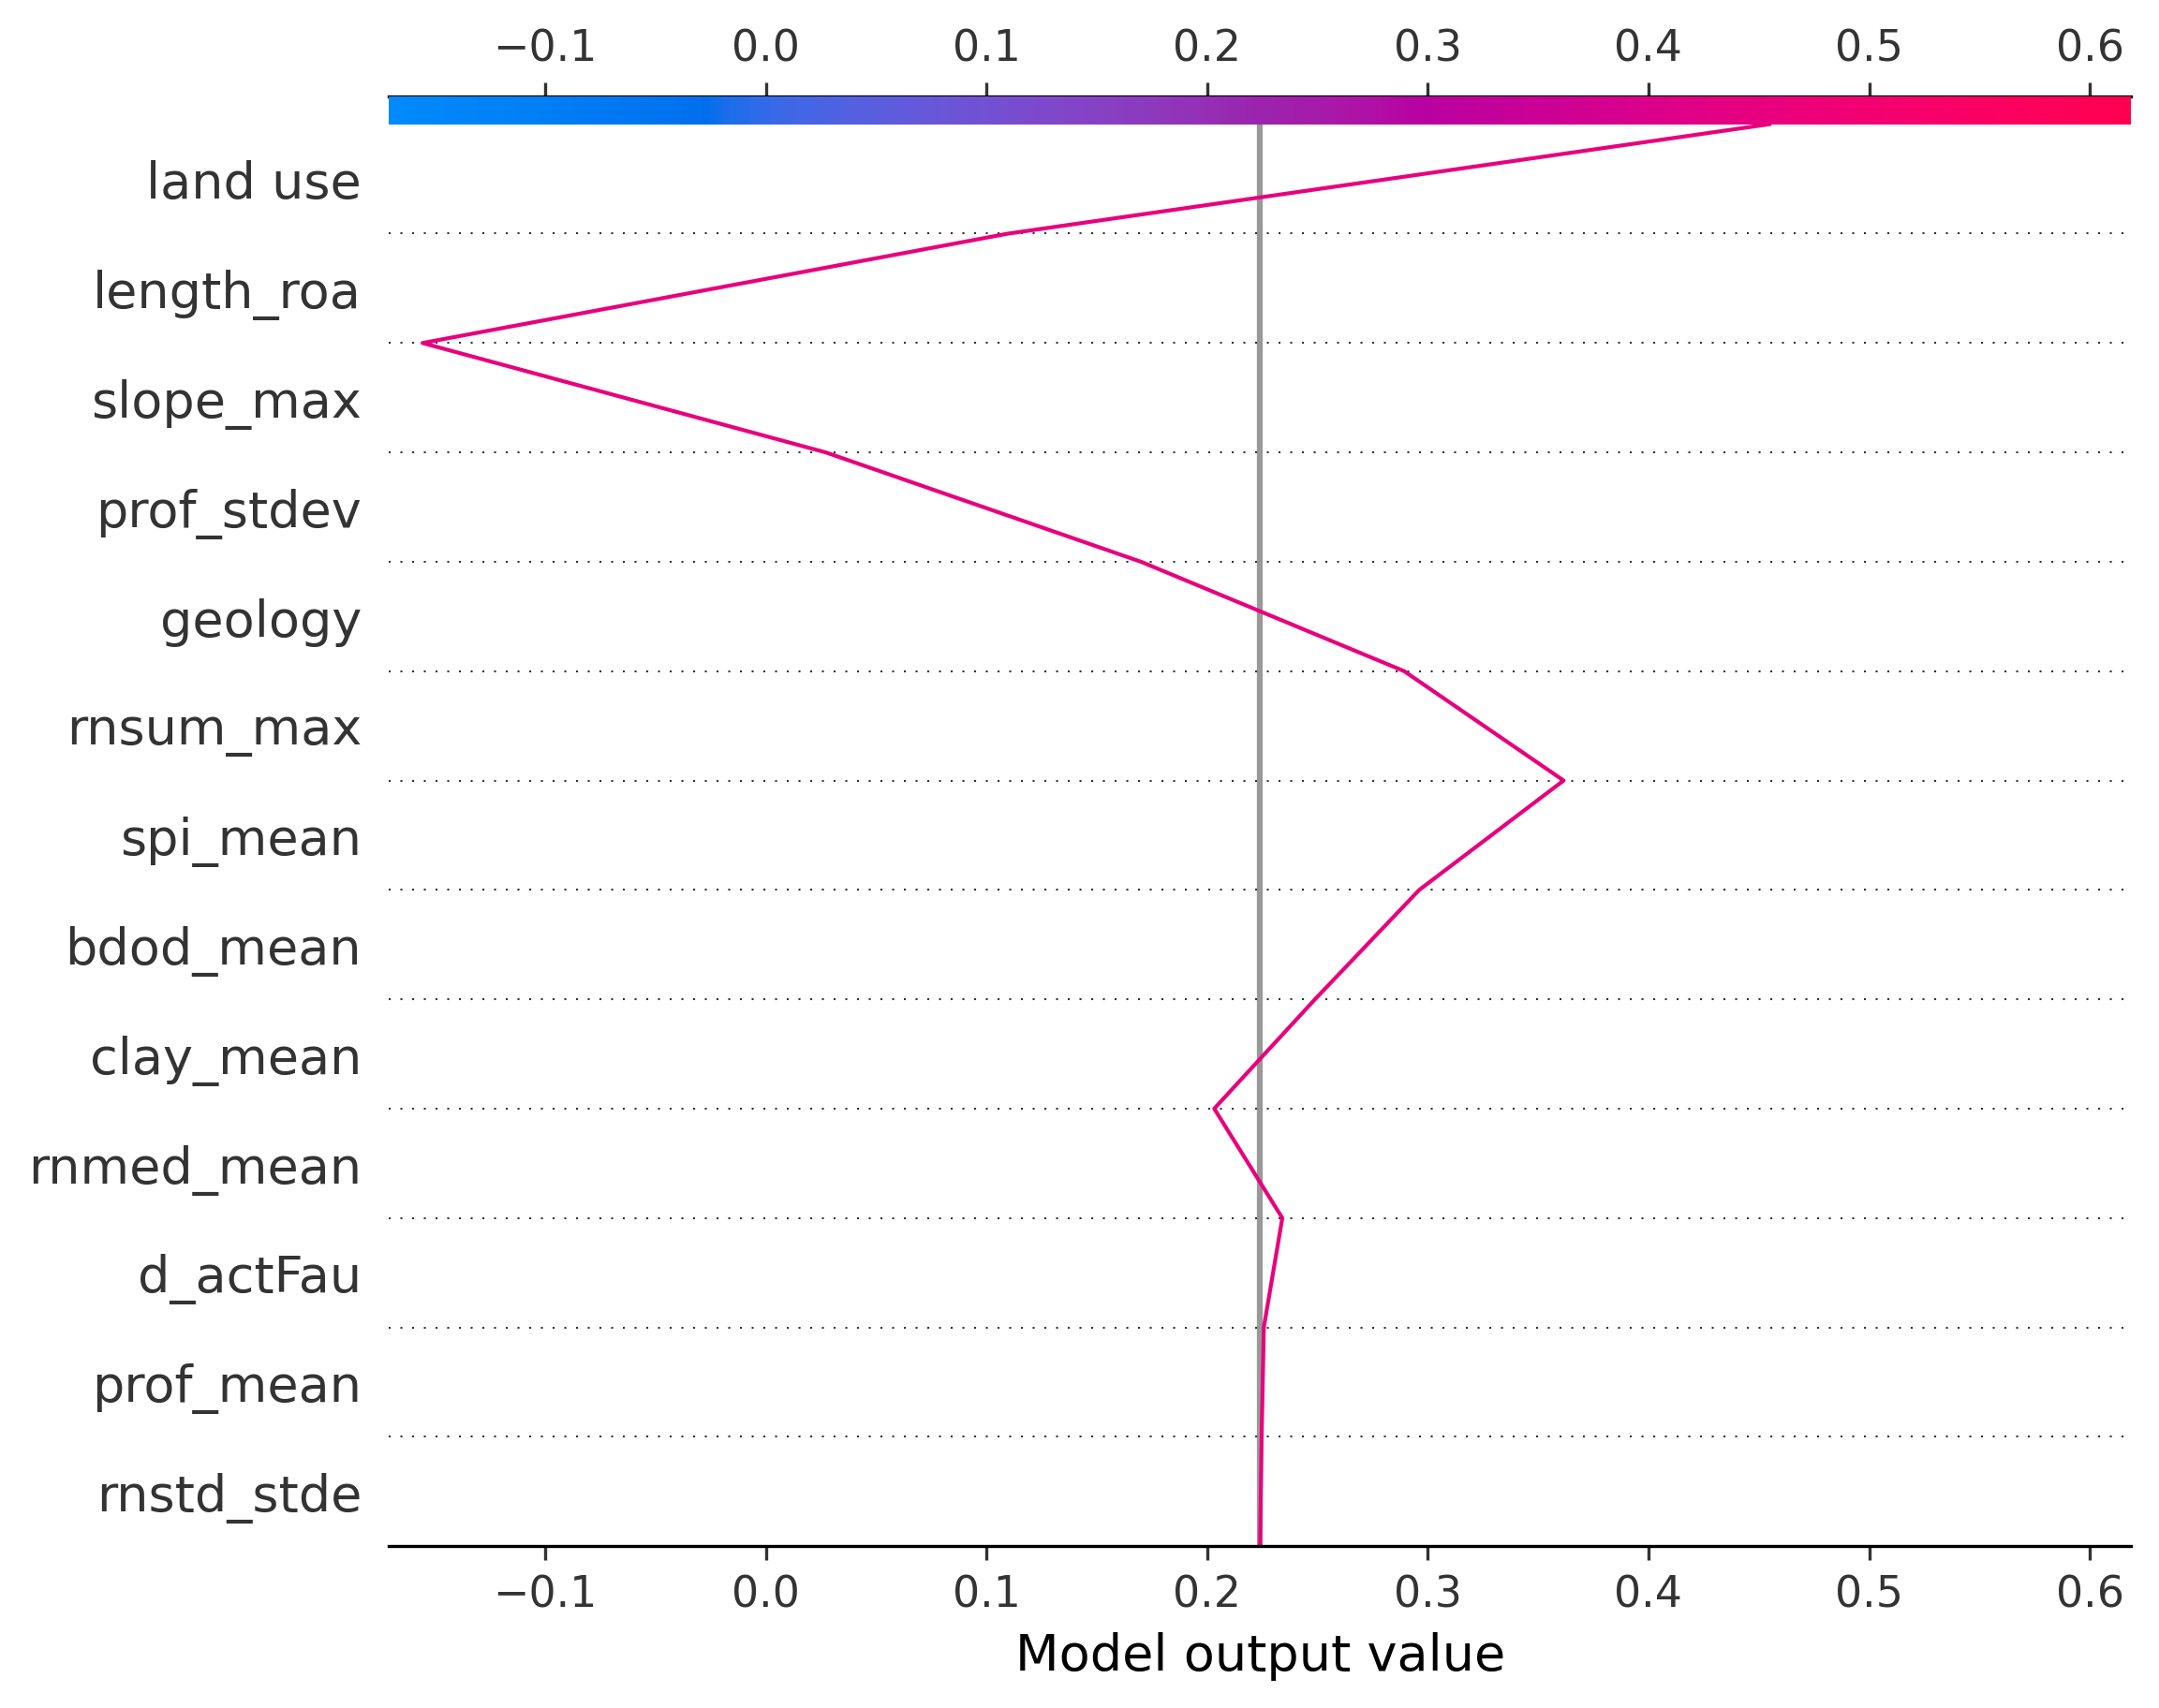 −0.1 0.0 0.1 0.2 0.3 0.4 0.5 0.6
land use
length_roa
slope_max
prof_stdev
geology
rnsum_max
spi_mean
bdod_mean
clay_mean
rnmed_mean
d_actFau
prof_mean
rnstd_stde
−0.1 0.0 0.1 0.2 0.3 0.4 0.5 0.6
Model output value